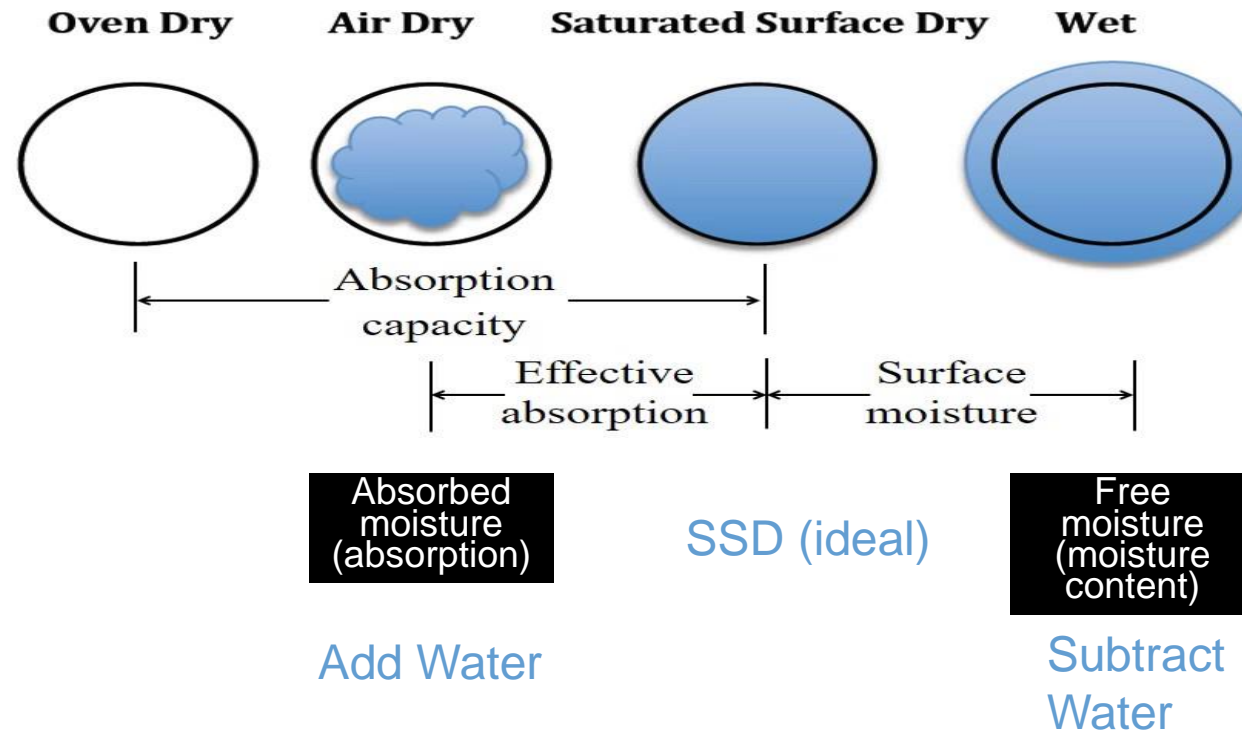 Oven Dry Air Dry Saturated Surface Dry Wet
Absorption
capacity
Effective
absorption
Surface
moisture
Absorbed
moisture
(absorption)
SSD (ideal)
Free
moisture
(moisture
content)
Add Water
Subtract
Water